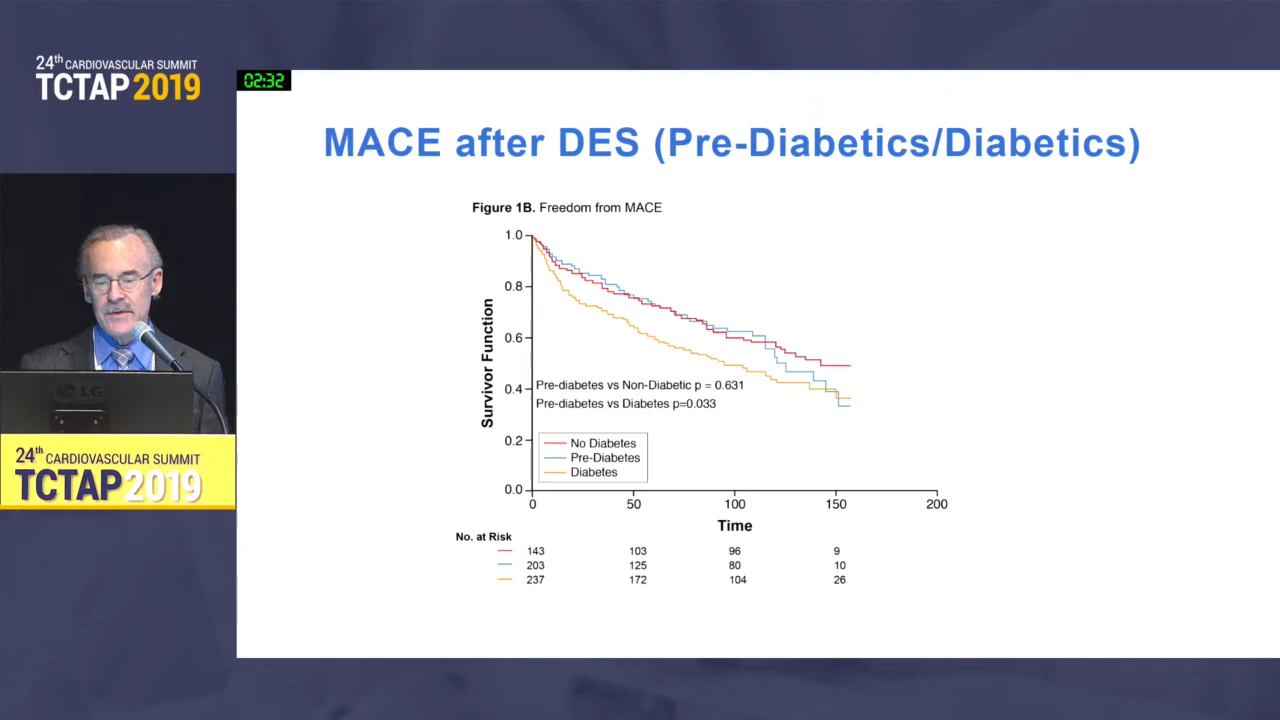 24th CARDIOVASCULAR SUMMIT
TCTAP 2019
02:32
MACE after DES (Pre-Diabetics/Diabetics)
Figure 1B. Freedom from MACE
Survivor Function
1.0
0.8
0.6
0.4
0.2
0.0
Pre-diabetes vs Non-Diabetic p = 0.631
Pre-diabetes vs Diabetes p=0.033
No Diabetes
Pre-Diabetes
Diabetes
0 50 100 150 200
Time
No. at Risk
143 103 96 9
203 125 80 10
237 172 104 26
LG
24th CARDIOVASCULAR SUMMIT
TCTAP 2019